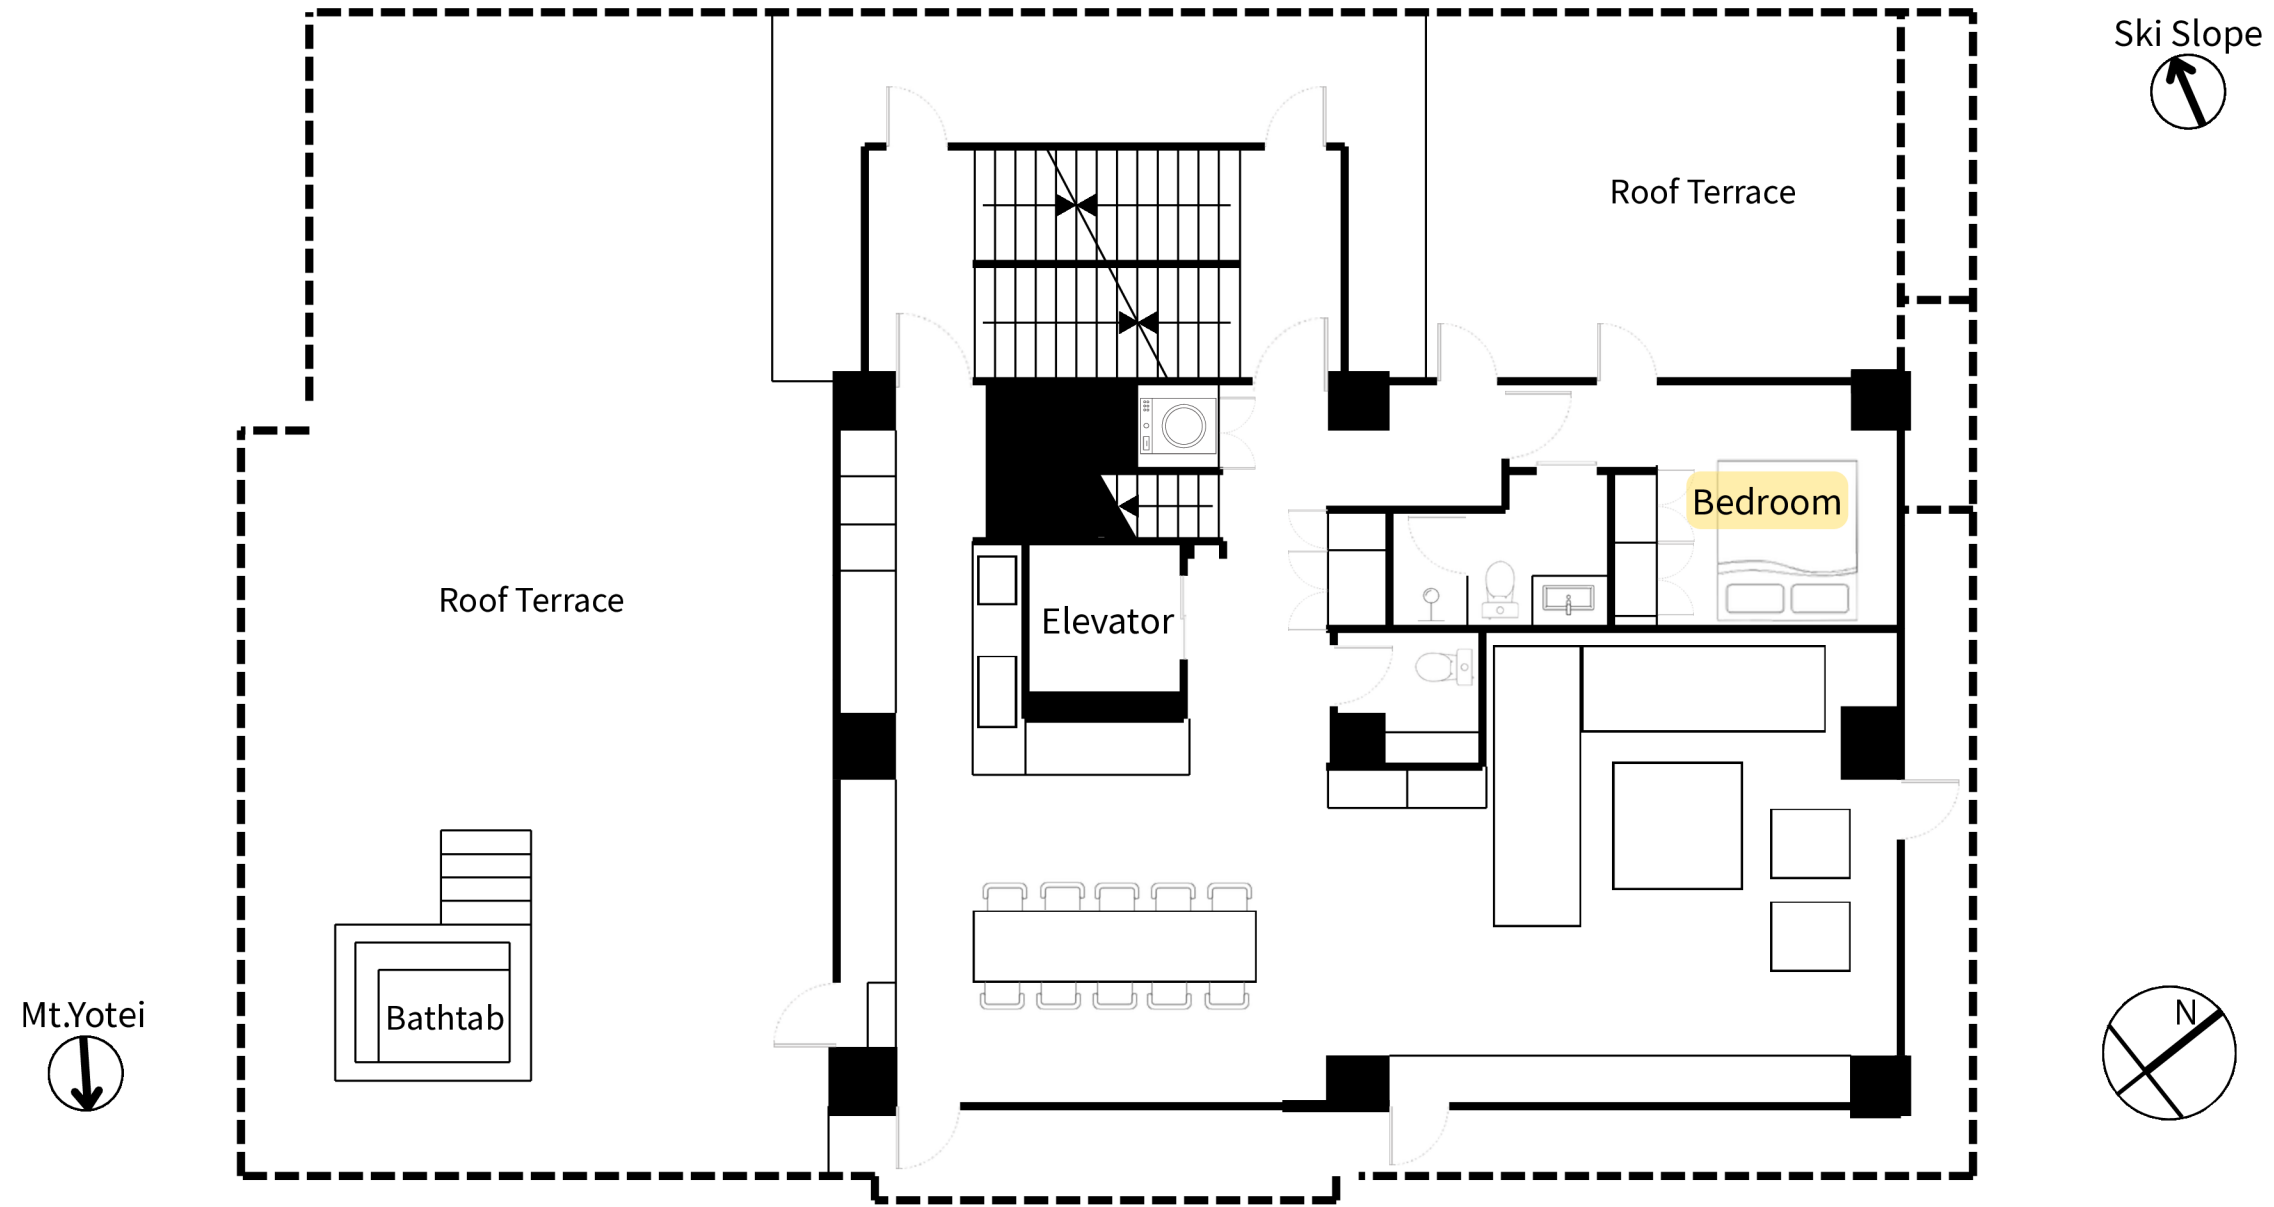 Ski Slope
Roof Terrace
Bedroom
Roof Terrace
Elevator
Mt.Yotei
Bathtab
N